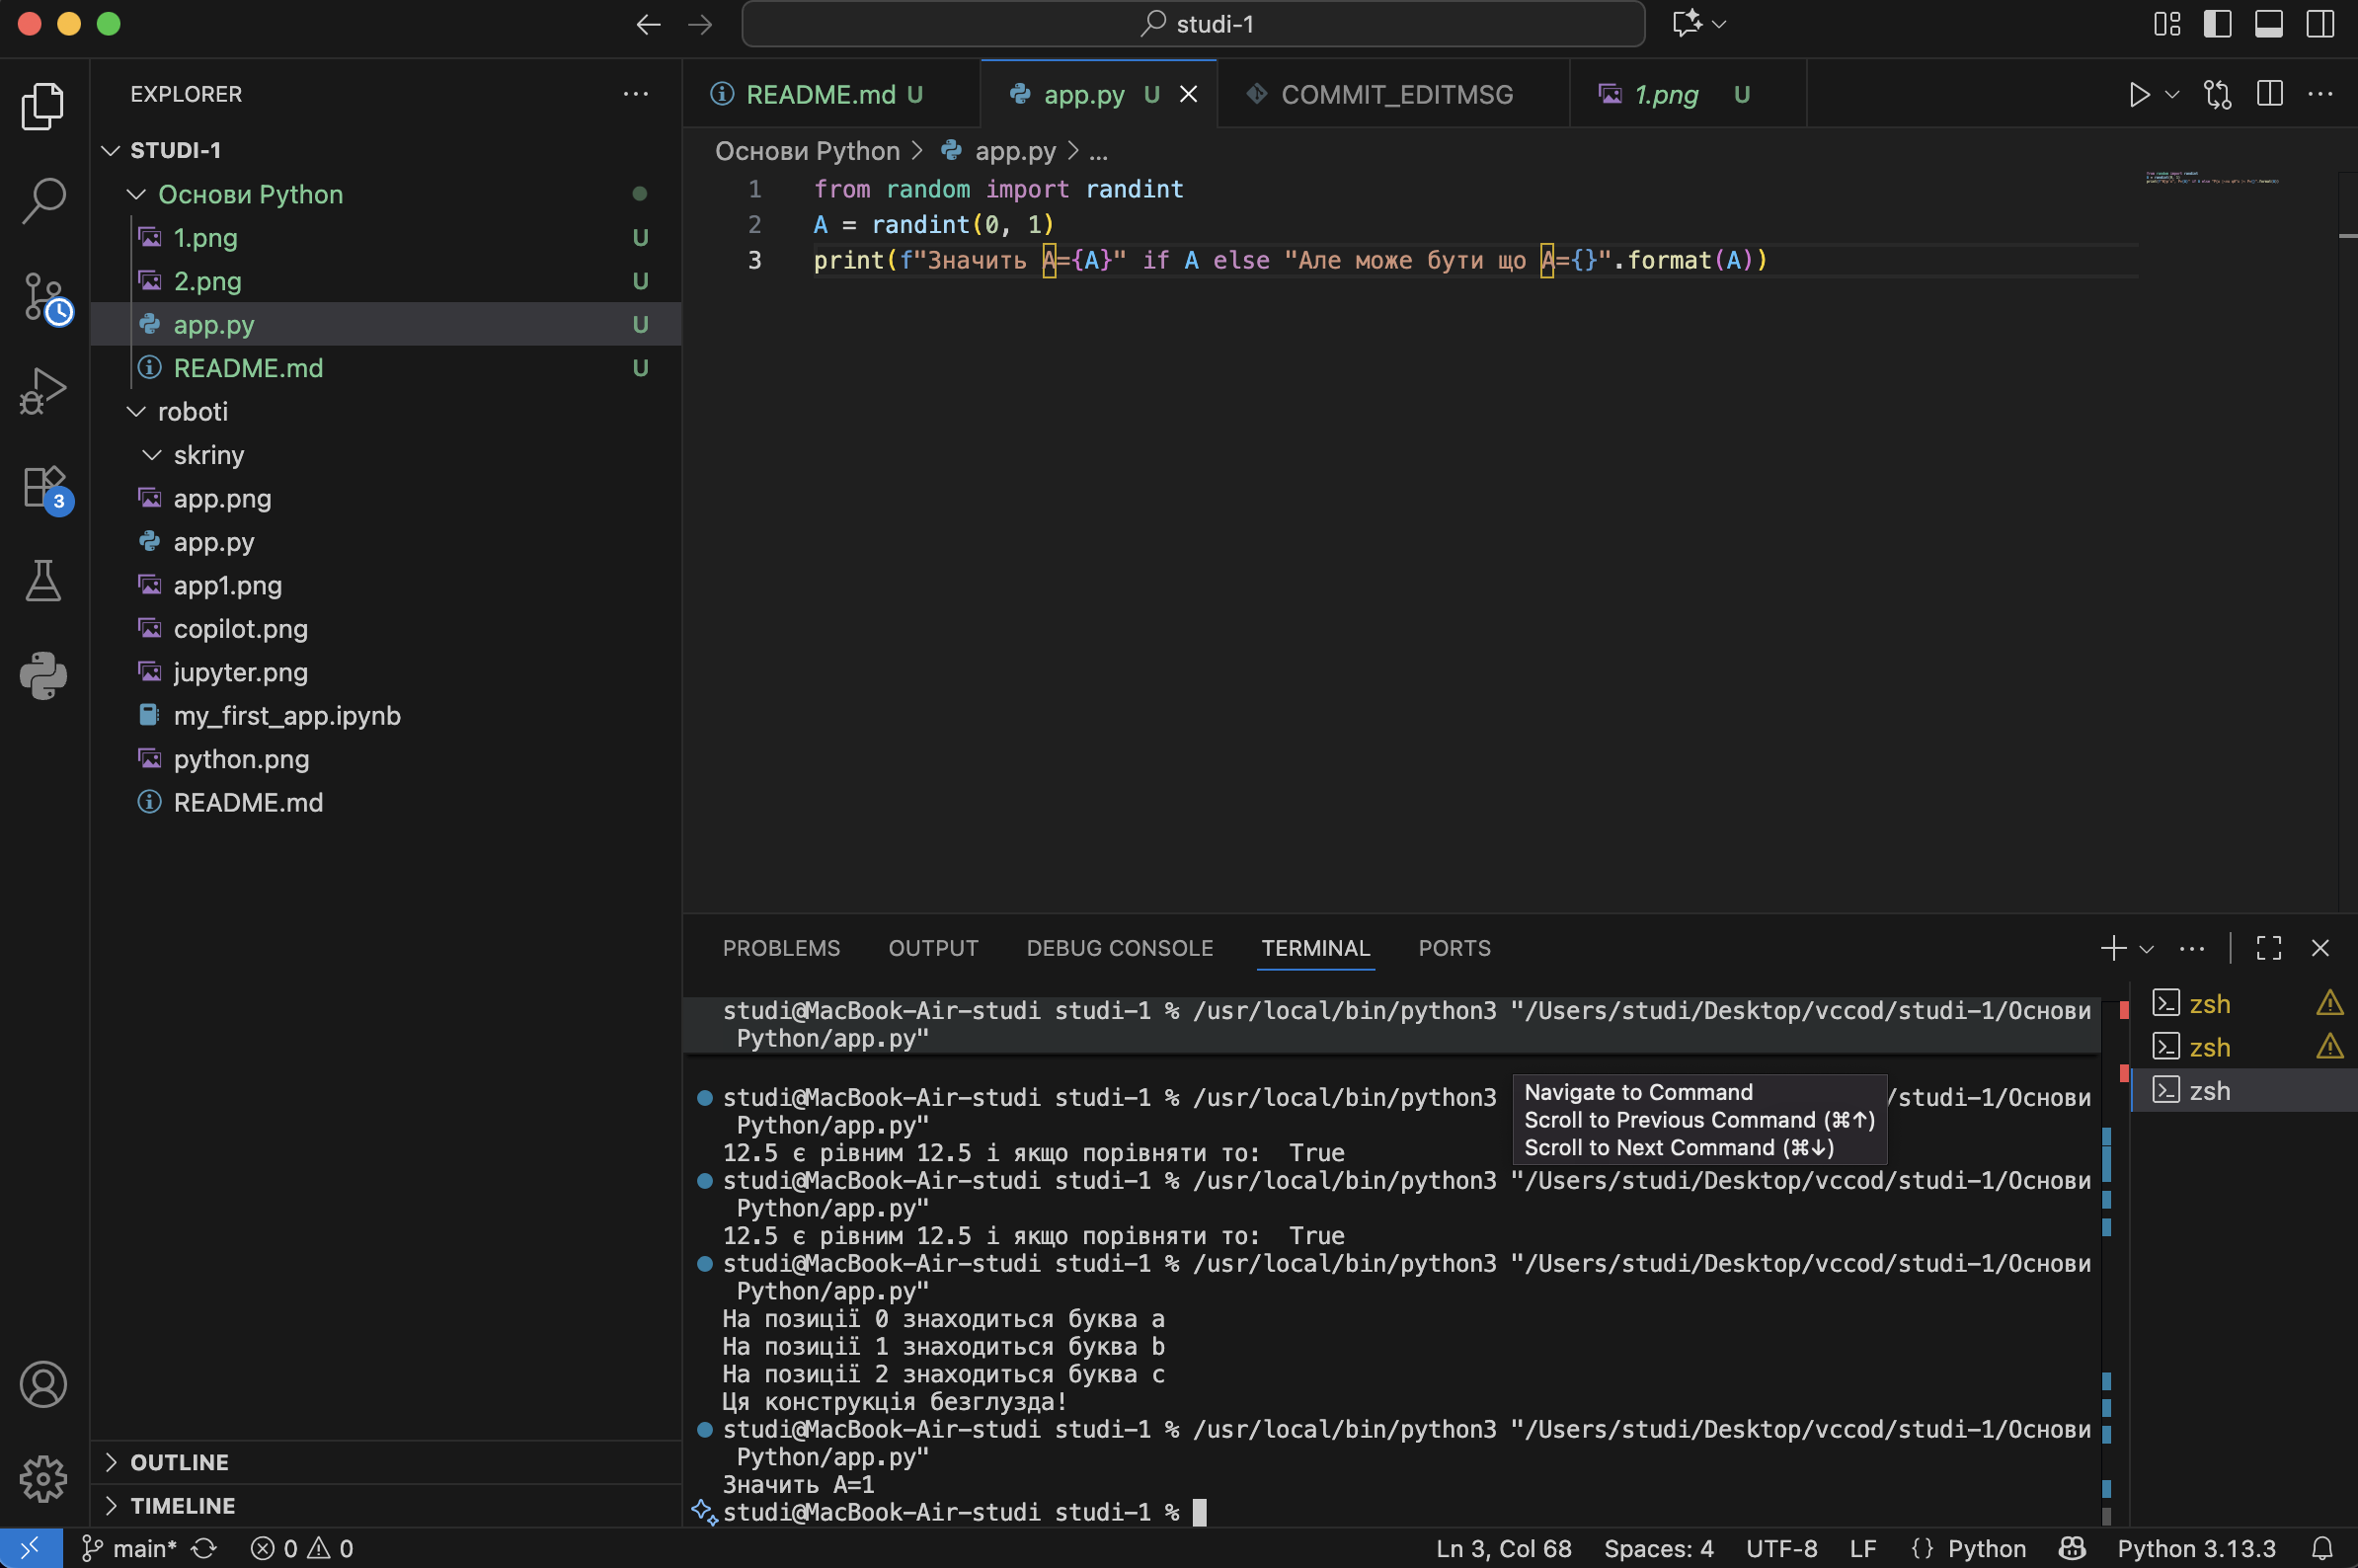 studi-1
EXPLORER
STUDI-1
Основи Python
1.png U
2.png U
app.py U
README.md U
roboti
skriny
app.png
app.py
app1.png
copilot.png
jupyter.png
my_first_app.ipynb
python.png
README.md
OUTLINE
TIMELINE
3
README.md U
app.py U
COMMIT_EDITMSG
1.png U
Основи Python > app.py > ...
1 from random import randint
2 A = randint(0, 1)
3 print(f"Значить A={A}" if A else "Але може бути що A={}".format(A))
PROBLEMS OUTPUT DEBUG CONSOLE TERMINAL PORTS
studi@MacBook-Air-studi studi-1 % /usr/local/bin/python3 "/Users/studi/Desktop/vccod/studi-1/Основи
Python/app.py"
studi@MacBook-Air-studi studi-1 % /usr/local/bin/python3 /studi-1/Основи
Python/app.py"
12.5 є рівним 12.5 і якщо порівняти то:  True
studi@MacBook-Air-studi studi-1 % /usr/local/bin/python3 "/Users/studi/Desktop/vccod/studi-1/Основи
Python/app.py"
12.5 є рівним 12.5 і якщо порівняти то:  True
studi@MacBook-Air-studi studi-1 % /usr/local/bin/python3 "/Users/studi/Desktop/vccod/studi-1/Основи
Python/app.py"
На позиції 0 знаходиться буква a
На позиції 1 знаходиться буква b
На позиції 2 знаходиться буква c
Ця конструкція безглузда!
studi@MacBook-Air-studi studi-1 % /usr/local/bin/python3 "/Users/studi/Desktop/vccod/studi-1/Основи
Python/app.py"
Значить A=1
studi@MacBook-Air-studi studi-1 %
Navigate to Command
Scroll to Previous Command (⌘↑)
Scroll to Next Command (⌘↓)
zsh
zsh
zsh
main* 0 0
Ln 3, Col 68 Spaces: 4 UTF-8 LF {} Python Python 3.13.3